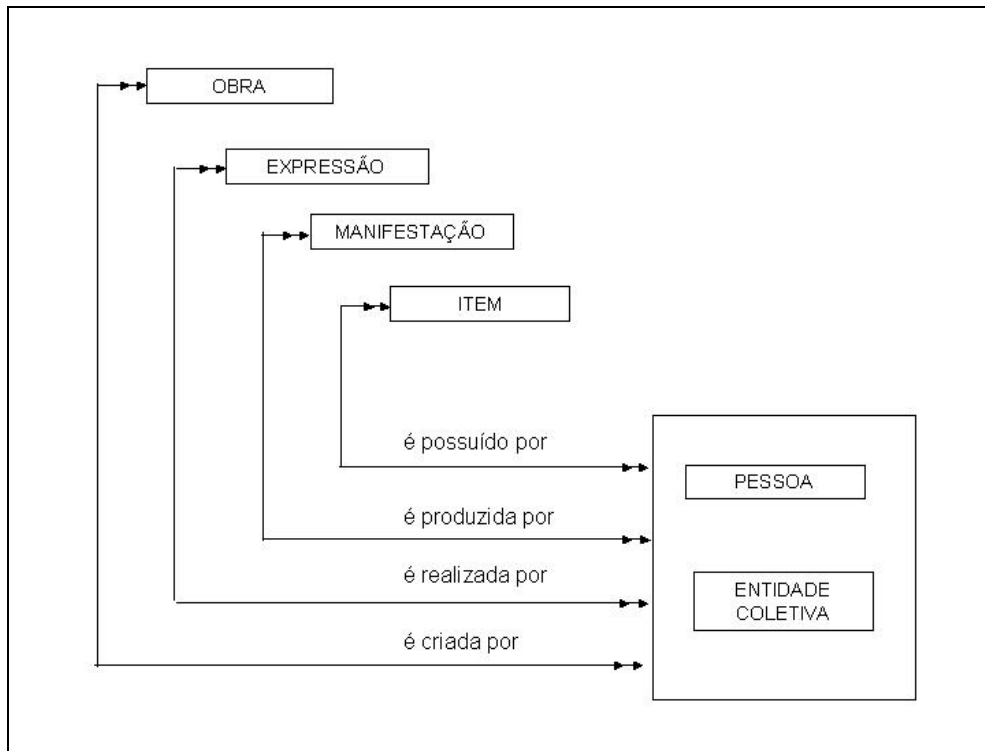 OBRA
EXPRESSÃO
MANIFESTAÇÃO
ITEM
é possuído por
PESSOA
é produzida por
é realizada por
ENTIDADE
COLETIVA
é criada por